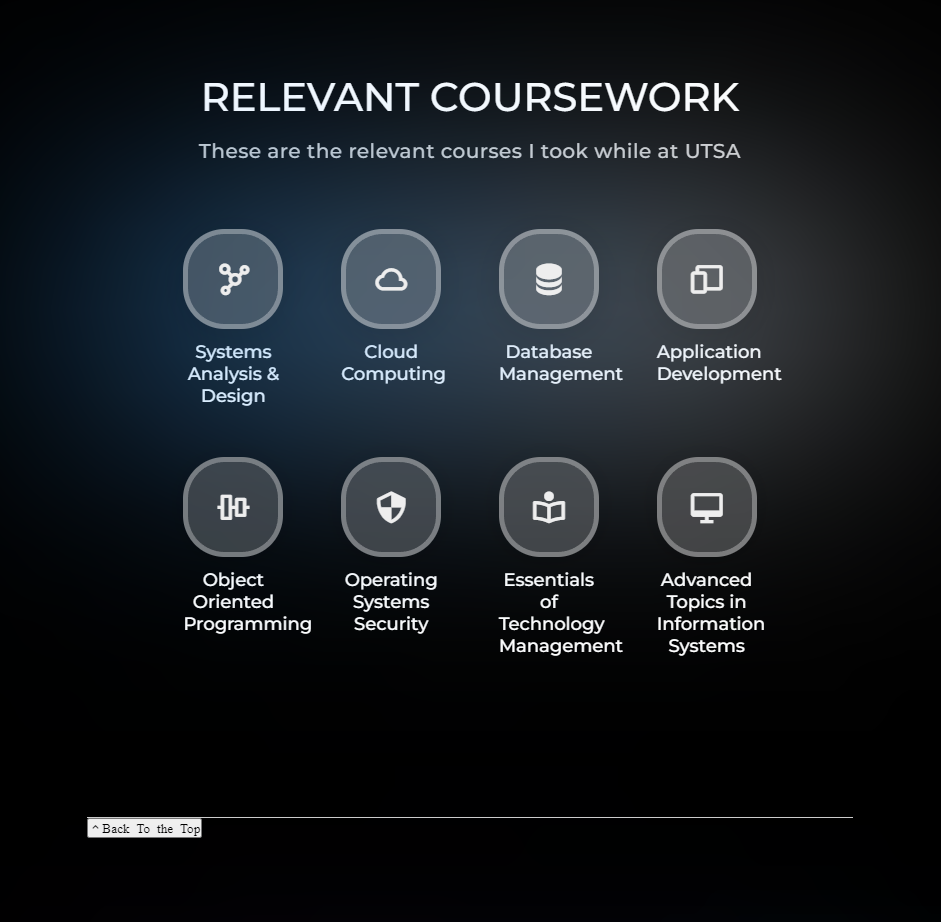 RELEVANT COURSEWORK
These are the relevant courses I took while at UTSA
Systems
Analysis &
Design
Cloud
Computing
Database
Management
Application
Development
Object
Oriented
Programming
Operating
Systems
Security
Essentials
of
Technology
Management
Advanced
Topics in
Information
Systems
^ Back To the Top